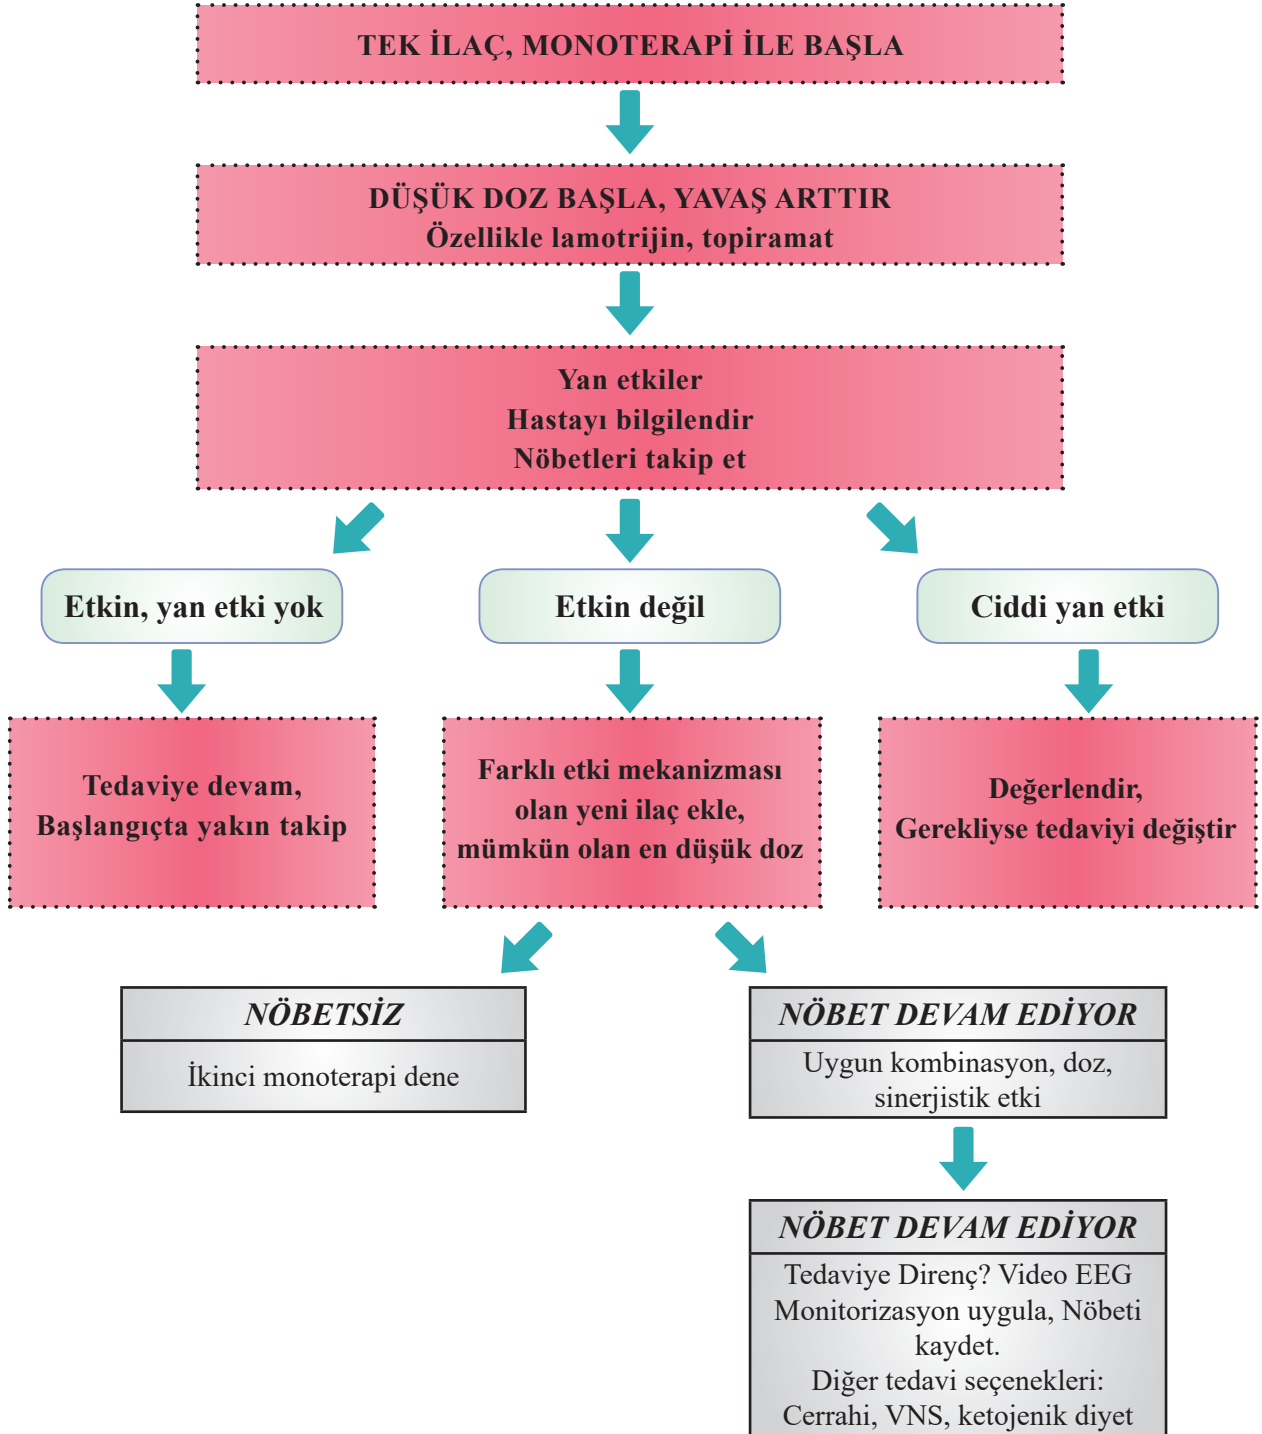 TEK İLAÇ, MONOTERAPİ İLE BAŞLA
DÜŞÜK DOZ BAŞLA, YAVAŞ ARTTIR
Özellikle lamotrijin, topiramat
Yan etkiler
Hastayı bilgilendir
Nöbetleri takip et
Etkin, yan etki yok
Etkin değil
Ciddi yan etki
Tedaviye devam,
Başlangıçta yakın takip
Farklı etki mekanizması
olan yeni ilaç ekle,
mümkün olan en düşük doz
Değerlendir,
Gerekliyse tedaviyi değiştir
NÖBETSİZ
İkinci monoterapi dene
NÖBET DEVAM EDİYOR
Uygun kombinasyon, doz,
sinerjistik etki
NÖBET DEVAM EDİYOR
Tedaviye Direnç? Video EEG
Monitorizasyon uygula, Nöbeti
kaydet.
Diğer tedavi seçenekleri:
Cerrahi, VNS, ketojenik diyet